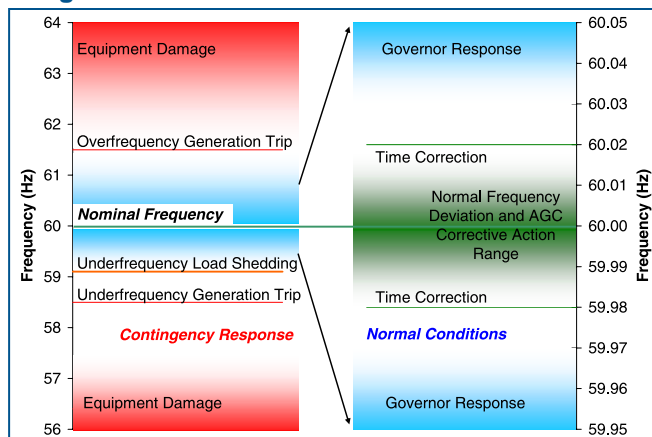 64
63
62
61
60
59
58
57
56
Frequency (Hz)
Equipment Damage
Overfrequency Generation Trip
Nominal Frequency
Underfrequency Load Shedding
Underfrequency Generation Trip
Contingency Response
Equipment Damage
Governor Response
Time Correction
Normal Frequency
Deviation and AGC
Corrective Action
Range
Time Correction
Normal Conditions
Governor Response
60.05
60.04
60.03
60.02
60.01
60.00
59.99
59.98
59.97
59.96
59.95
Frequency (Hz)